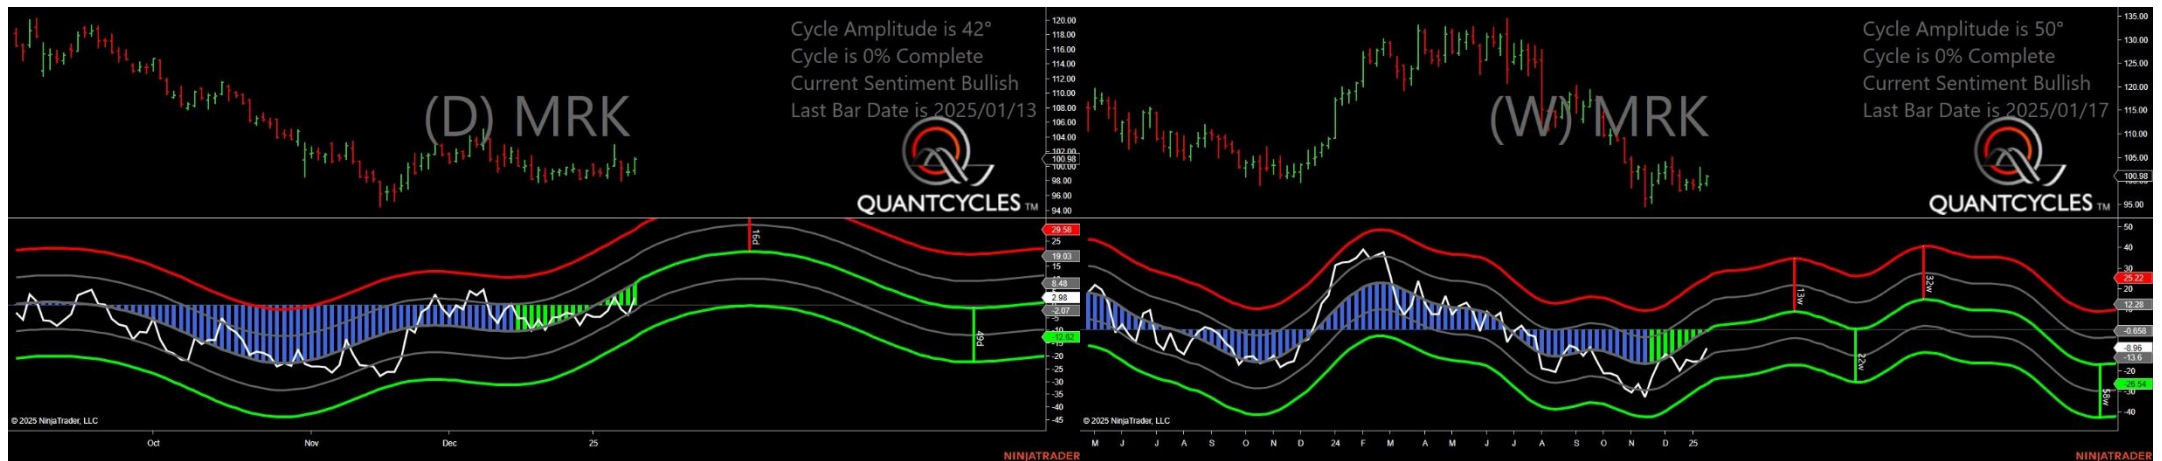 Cycle Amplitude is 42°
Cycle is 0% Complete
Current Sentiment Bullish
Last Bar Date is 2025/01/13
(D) MRK
QUANTCYCLES TM
120.00
118.00
116.00
114.00
112.00
110.00
108.00
106.00
104.00
102.00
100.98
100.00
98.00
96.00
94.00
16d
49d
29.58
25
19.03
15
8.48
2.98
-2.07
-5
-10
-12.62
-15
-20
-25
-30
-35
-40
-45
© 2025 NinjaTrader, LLC
Oct Nov Dec 25
NINJATRADER
Cycle Amplitude is 50°
Cycle is 0% Complete
Current Sentiment Bullish
Last Bar Date is 2025/01/17
(W) MRK
QUANTCYCLES TM
135.00
130.00
125.00
120.00
115.00
110.00
105.00
100.98
95.00
13w
22w
32w
58w
50
40
30
25.22
20
12.28
-0.658
-8.96
-13.6
-20
-26.54
-30
-40
© 2025 NinjaTrader, LLC
M J J A S O N D 24 F M A M J J A S O N D 25
NINJATRADER